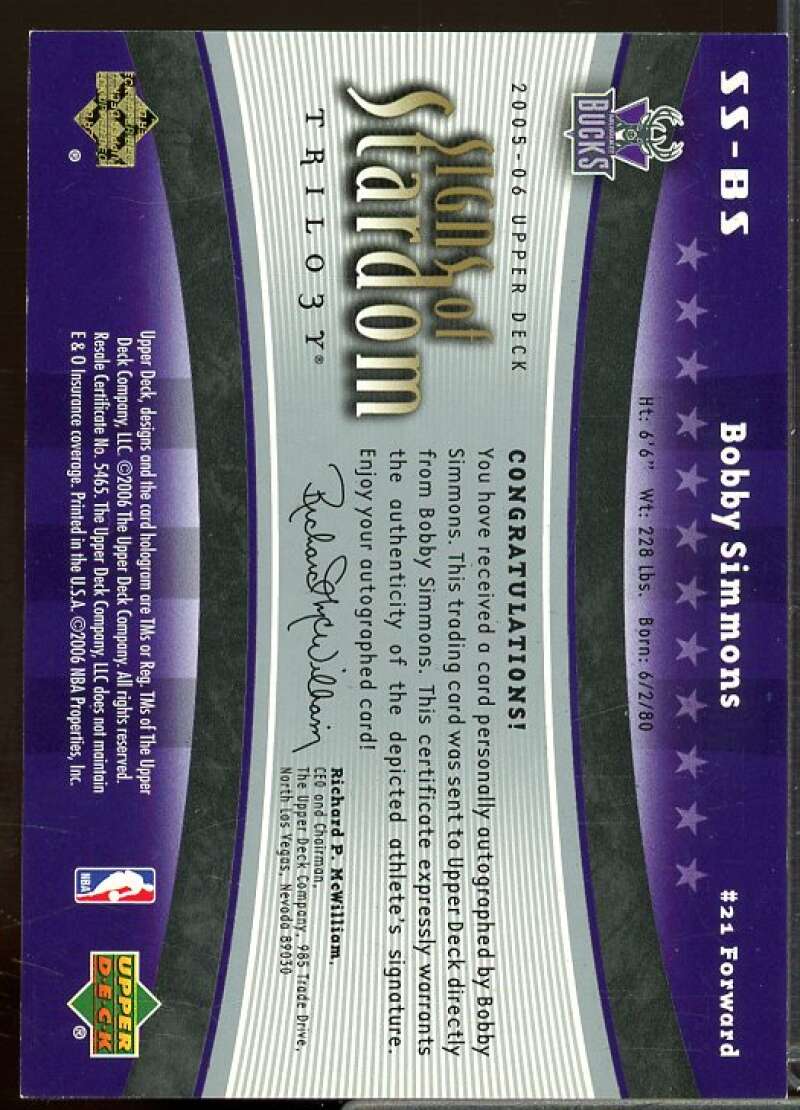 SS-BS
Bobby Simmons
#21 Forward
Ht: 6'6" Wt: 228 lbs. Born: 6/2/80
BUCKS
2005-06 UPPER DECK
SIGNS of
stardom
TRILO3Y®
CONGRATULATIONS!
You have received a card personally autographed by Bobby
Simmons. This trading card was sent to Upper Deck directly
from Bobby Simmons. This certificate expressly warrants
the authenticity of the depicted athlete's signature.
Enjoy your autographed card!
Richard P. McWilliam
Richard P. McWilliam,
CEO and Chairman,
The Upper Deck Company, 985 Trade Drive,
North Las Vegas, Nevada 89030
®
Upper Deck, designs and the card hologram are TMs or Reg. TMs of The Upper
Deck Company, LLC ©2006 The Upper Deck Company. All rights reserved.
Resale Certificate No. 5465. The Upper Deck Company, LLC does not maintain
E & O Insurance coverage. Printed in the U.S.A. ©2006 NBA Properties, Inc.
NBA
UPPER
DECK
®